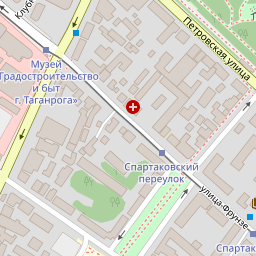 Клуб
Петровская улица
Музей
Градостроительство
и быт
г. Таганрога»
Спартаковский
переулок
улица Фрунзе
Спартак